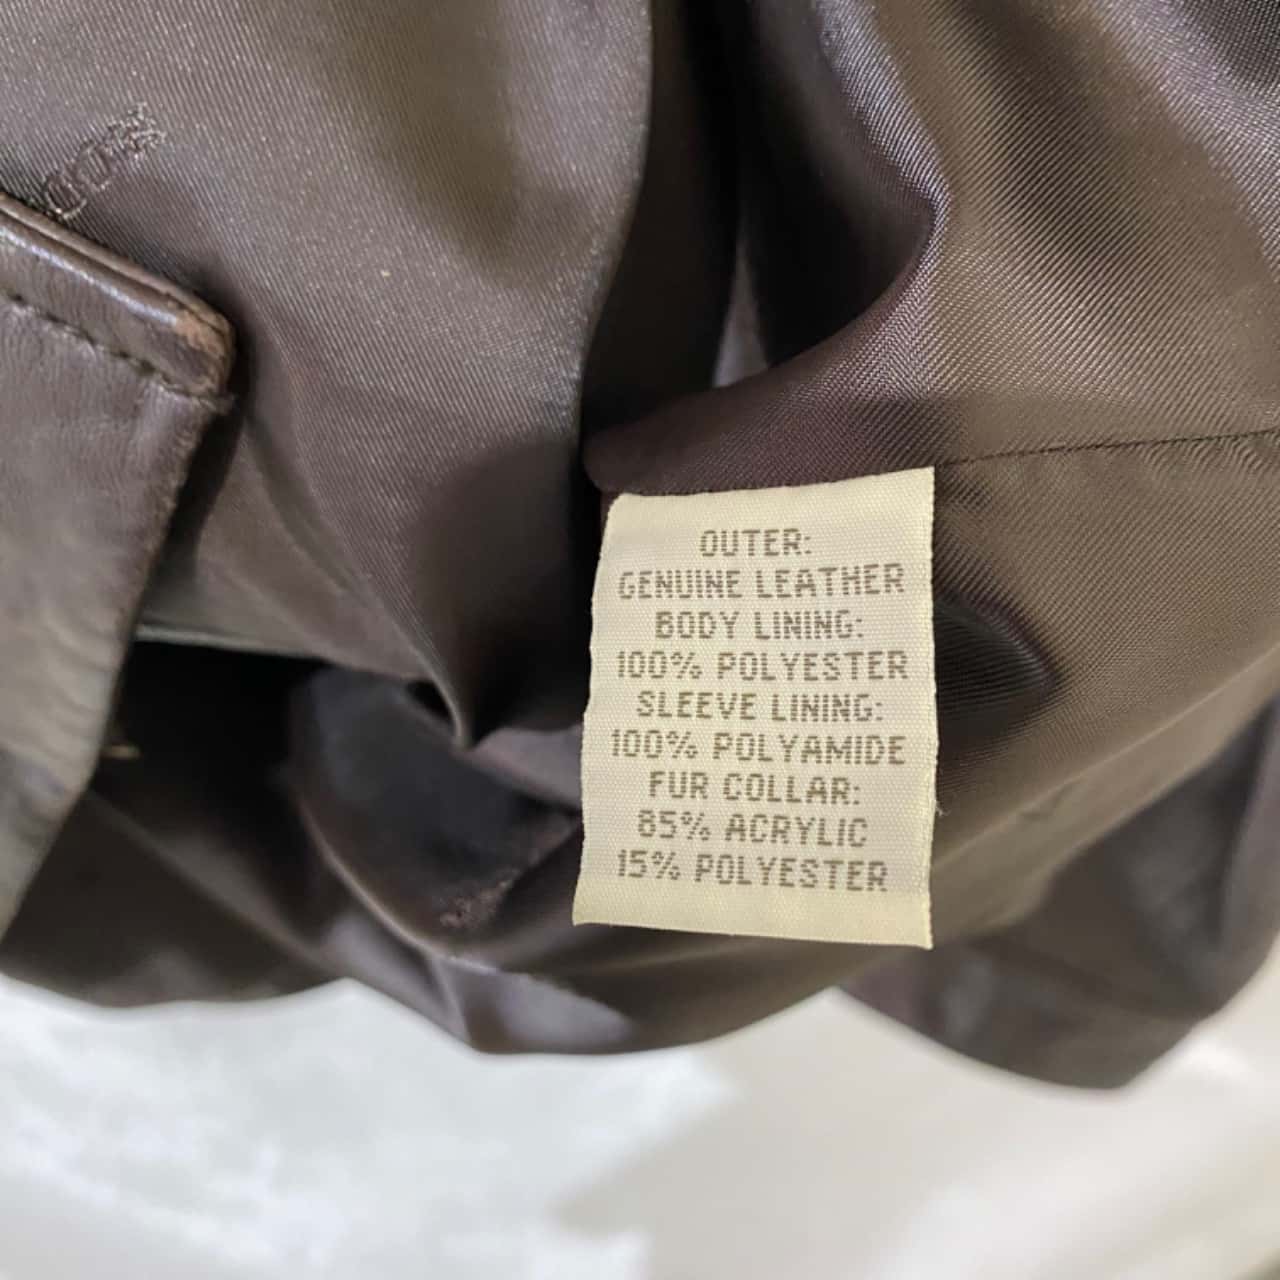 OUTER:
GENUINE LEATHER
BODY LINING:
100% POLYESTER
SLEEVE LINING:
100% POLYAMIDE
FUR COLLAR:
85% ACRYLIC
15% POLYESTER